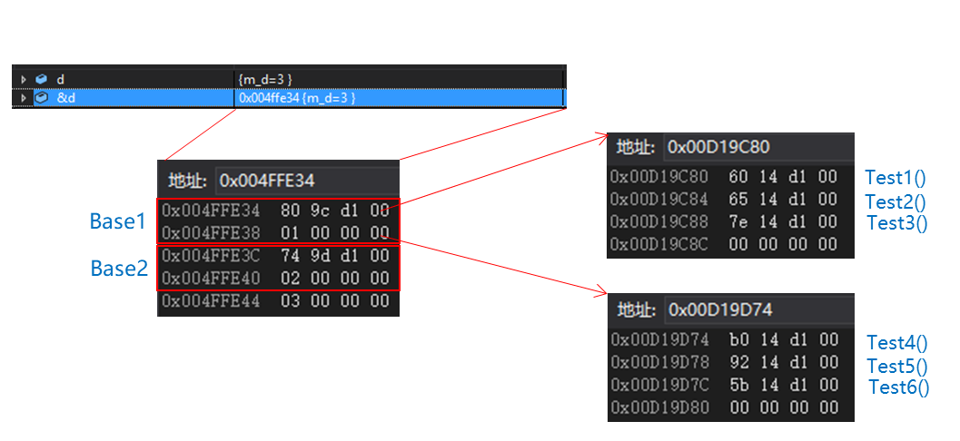 d {m_d=3 }
&d 0x004ffe34 {m_d=3 }
地址: 0x004FFE34
0x004FFE34 80 9c d1 00
0x004FFE38 01 00 00 00
0x004FFE3C 74 9d d1 00
0x004FFE40 02 00 00 00
0x004FFE44 03 00 00 00
Base1
Base2
地址: 0x00D19C80
0x00D19C80 60 14 d1 00 Test1()
0x00D19C84 65 14 d1 00 Test2()
0x00D19C88 7e 14 d1 00 Test3()
0x00D19C8C 00 00 00 00
地址: 0x00D19D74
0x00D19D74 b0 14 d1 00 Test4()
0x00D19D78 92 14 d1 00 Test5()
0x00D19D7C 5b 14 d1 00 Test6()
0x00D19D80 00 00 00 00